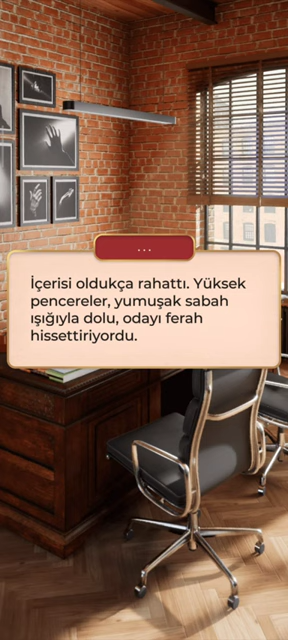 ...
İçerisi oldukça rahattı. Yüksek
pencereler, yumuşak sabah
ışığıyla dolu, odayı ferah
hissettiriyordu.